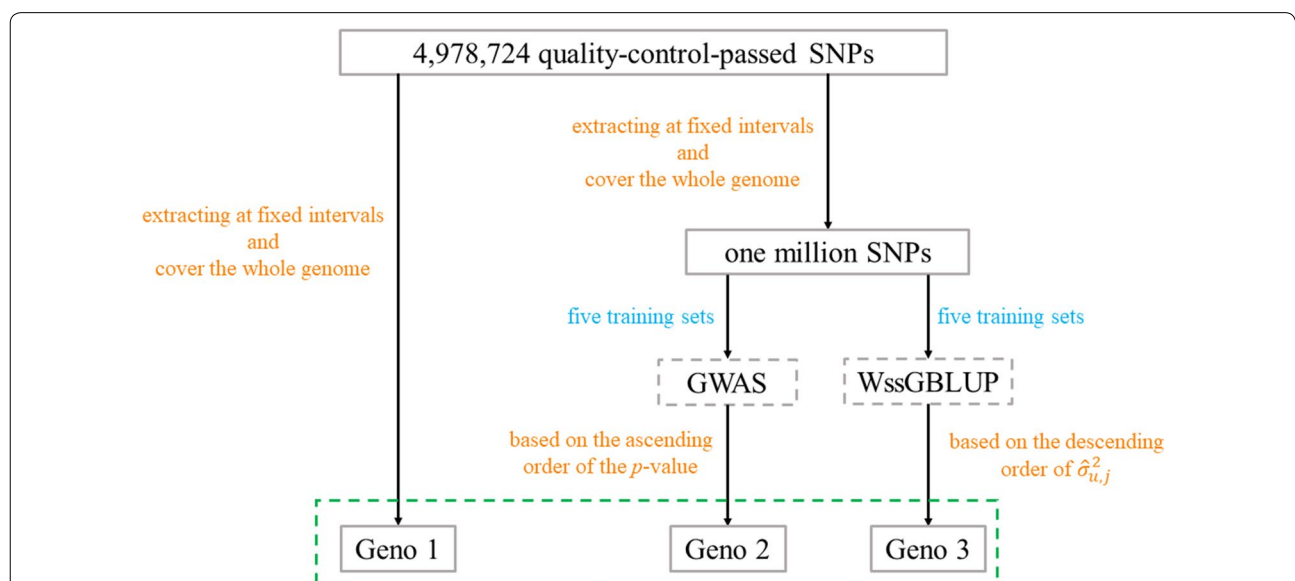 4,978,724 quality-control-passed SNPs
extracting at fixed intervals
and
cover the whole genome
extracting at fixed intervals
and
cover the whole genome
one million SNPs
five training sets
five training sets
GWAS
WssGBLUP
based on the ascending
order of the p-value
based on the descending
order of σ̂²u,j
Geno 1
Geno 2
Geno 3